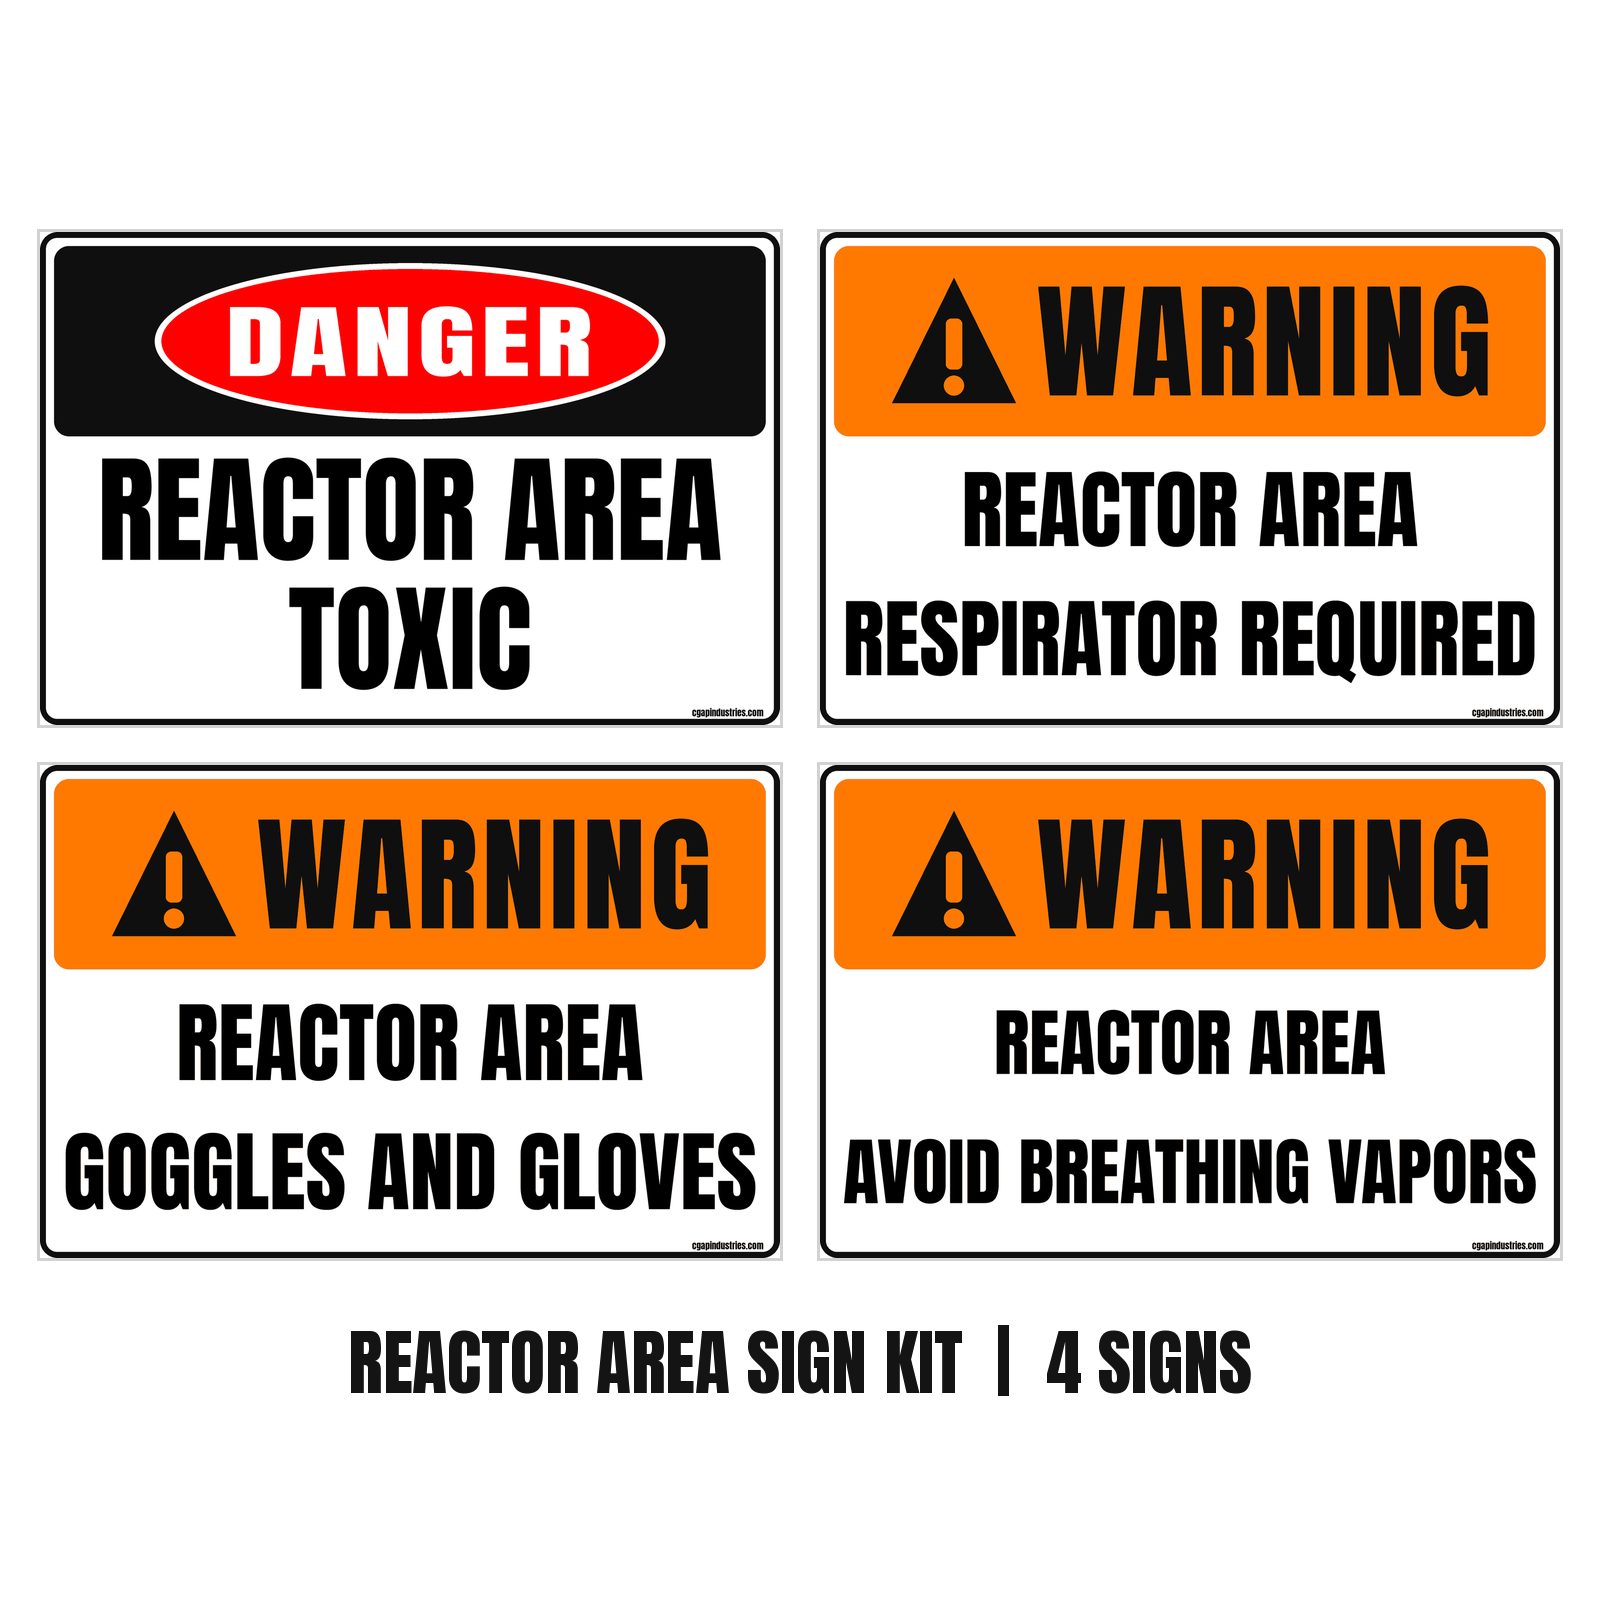 DANGER
REACTOR AREA
TOXIC
cgapindustries.com
WARNING
REACTOR AREA
RESPIRATOR REQUIRED
cgapindustries.com
WARNING
REACTOR AREA
GOGGLES AND GLOVES
cgapindustries.com
WARNING
REACTOR AREA
AVOID BREATHING VAPORS
cgapindustries.com
REACTOR AREA SIGN KIT | 4 SIGNS